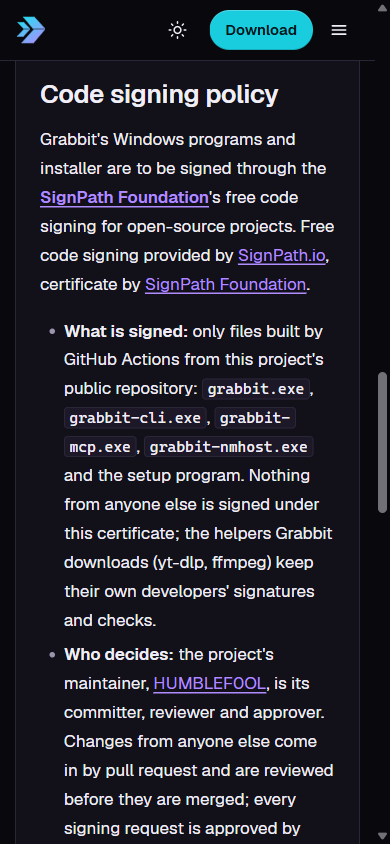 Download
Code signing policy
Grabbit's Windows programs and
installer are to be signed through the
SignPath Foundation's free code
signing for open-source projects. Free
code signing provided by SignPath.io,
certificate by SignPath Foundation.
What is signed: only files built by
GitHub Actions from this project's
public repository: grabbit.exe,
grabbit-cli.exe, grabbit-
mcp.exe, grabbit-nmhost.exe
and the setup program. Nothing
from anyone else is signed under
this certificate; the helpers Grabbit
downloads (yt-dlp, ffmpeg) keep
their own developers' signatures
and checks.
Who decides: the project's
maintainer, HUMBLEF0OL, is its
committer, reviewer and approver.
Changes from anyone else come
in by pull request and are reviewed
before they are merged; every
signing request is approved by